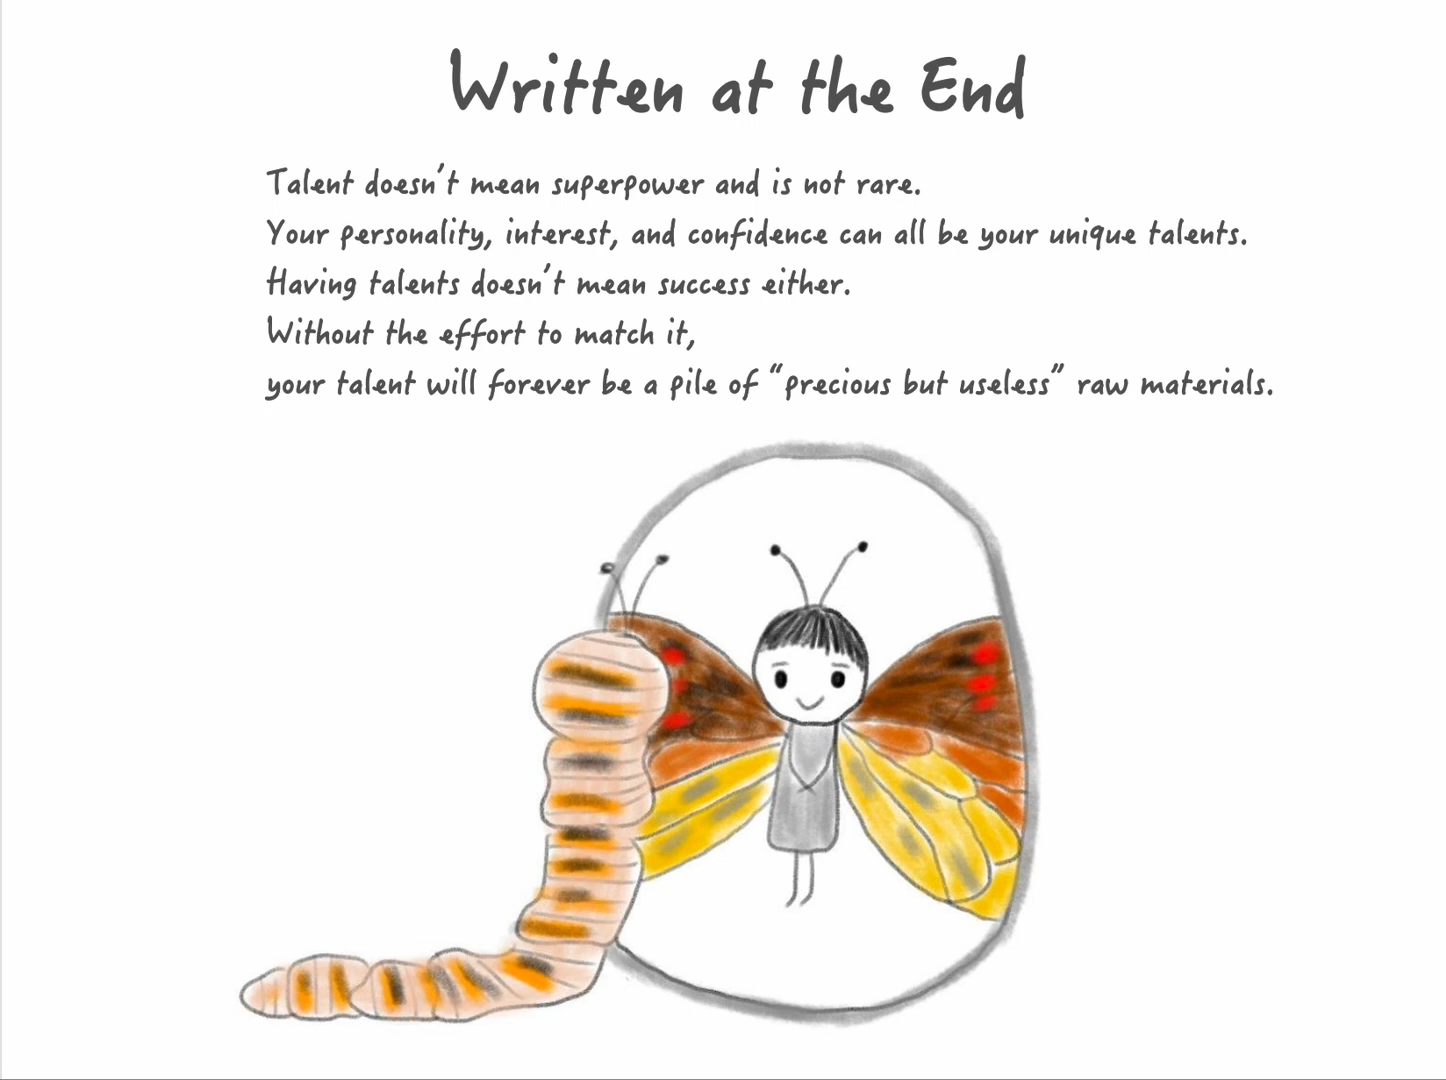 Written at the End
Talent doesn't mean superpower and is not rare.
Your personality, interest, and confidence can all be your unique talents.
Having talents doesn't mean success either.
Without the effort to match it,
your talent will forever be a pile of “precious but useless” raw materials.